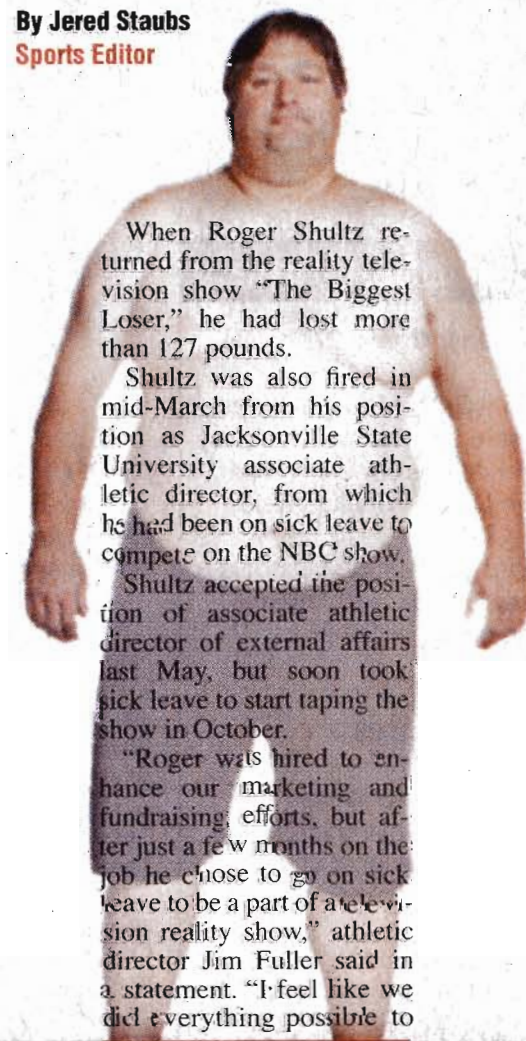 By Jered Staubs
Sports Editor
When Roger Shultz re-
turned from the reality tele-
vision show "The Biggest
Loser," he had lost more
than 127 pounds.
Shultz was also fired in
mid-March from his posi-
tion as Jacksonville State
University associate ath-
letic director, from which
he had been on sick leave to
compete on the NBC show.
Shultz accepted the posi-
tion of associate athletic
director of external affairs
last May, but soon took
sick leave to start taping the
show in October.
"Roger was hired to en-
hance our marketing and
fundraising efforts, but af-
ter just a few months on the
job he chose to go on sick
leave to be a part of a televi-
sion reality show," athletic
director Jim Fuller said in
a statement. "I feel like we
did everything possible to